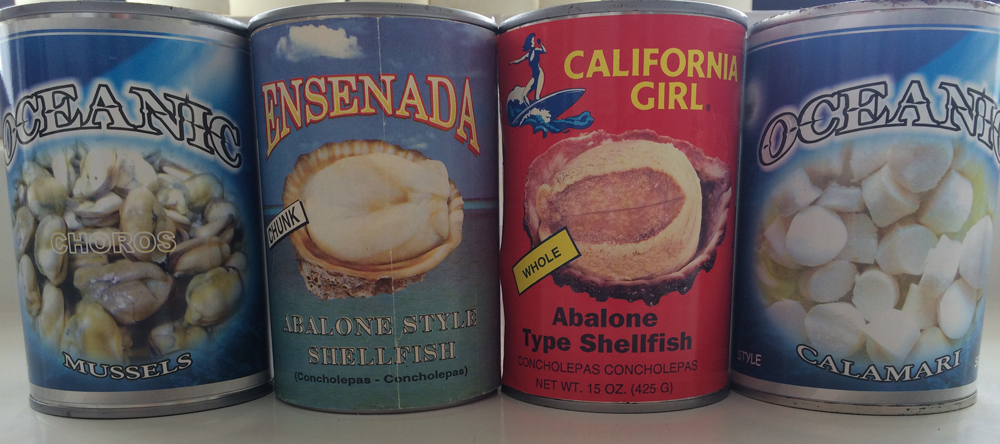 OCEANIC
CHOROS
MUSSELS
ENSENADA
CHUNK
ABALONE STYLE
SHELLFISH
(Concholepas - Concholepas)
CALIFORNIA
GIRL
WHOLE
Abalone
Type Shellfish
CONCHOLEPAS CONCHOLEPAS
NET WT. 15 OZ. (425 G)
OCEANIC
STYLE
CALAMARI